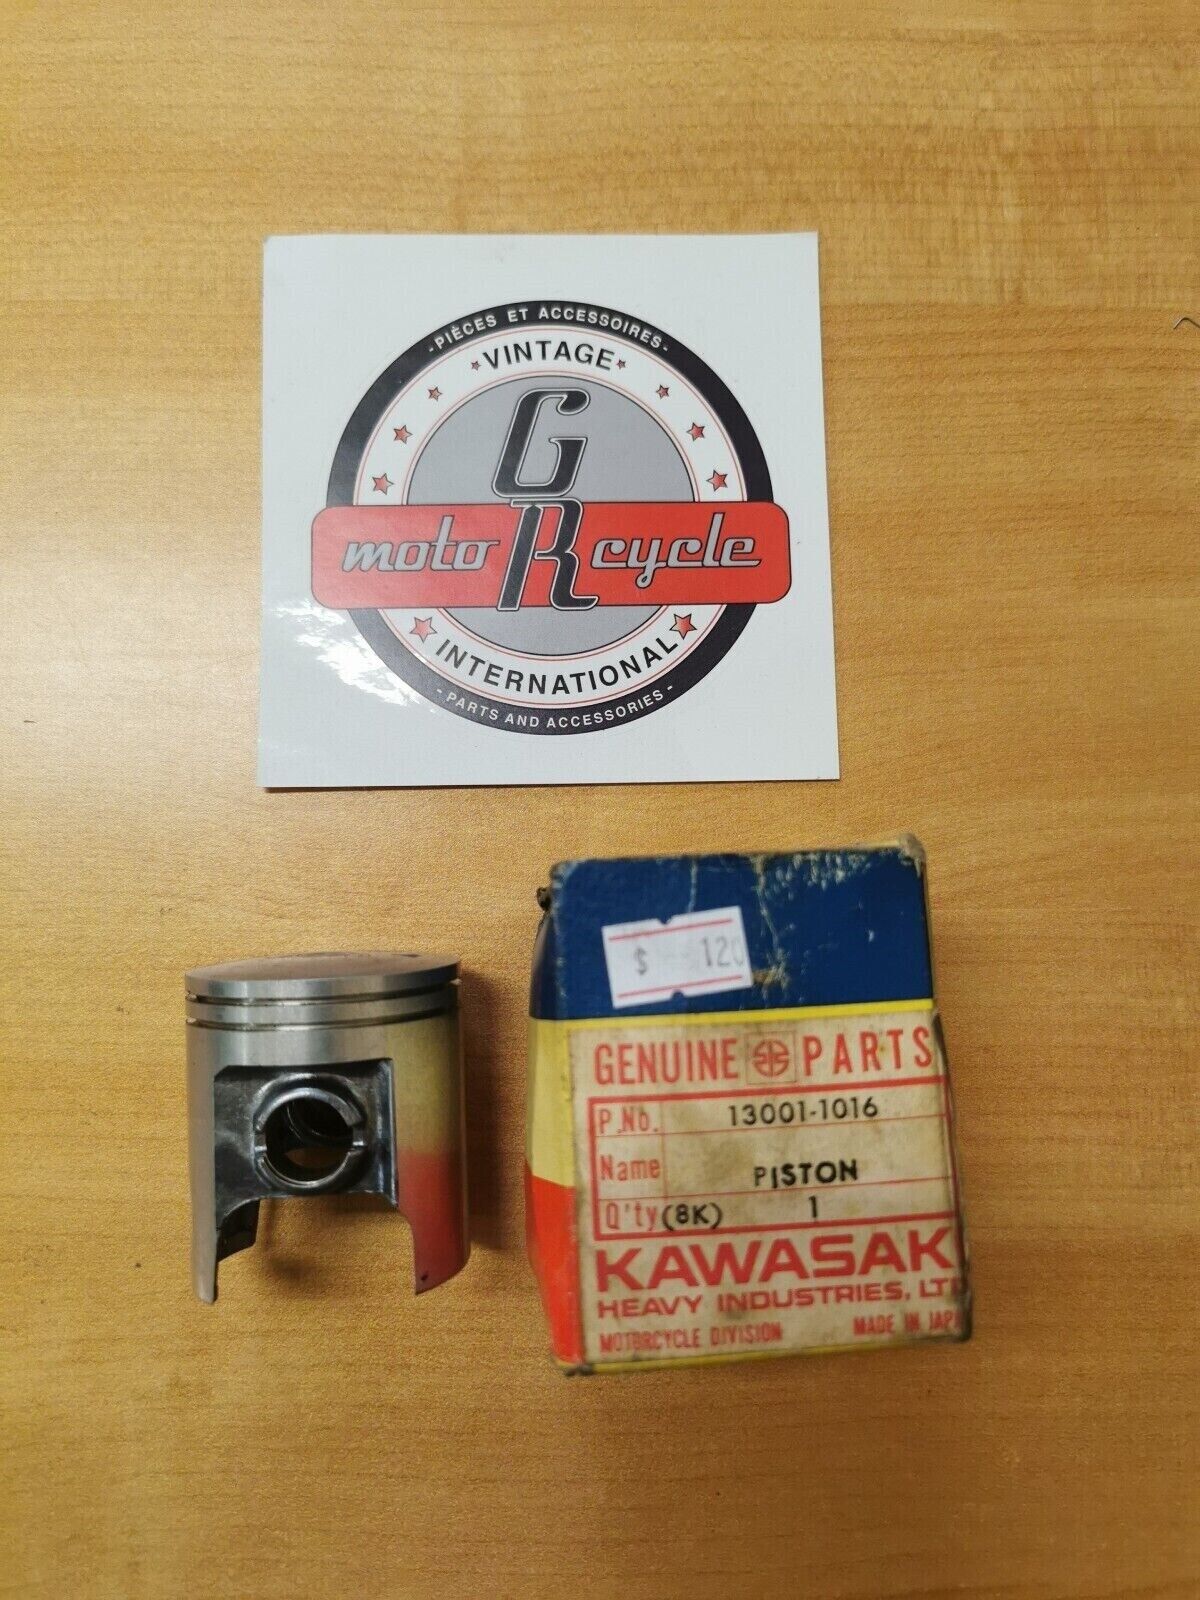 - PIÈCES ET ACCESSOIRES -
VINTAGE
G
moto R cycle
INTERNATIONAL
- PARTS AND ACCESSORIES -
$ 120
GENUINE PARTS
P.No. 13001-1016
Name PISTON
Q'ty (8K) 1
KAWASAK
HEAVY INDUSTRIES, LT
MOTORCYCLE DIVISION MADE IN JAP